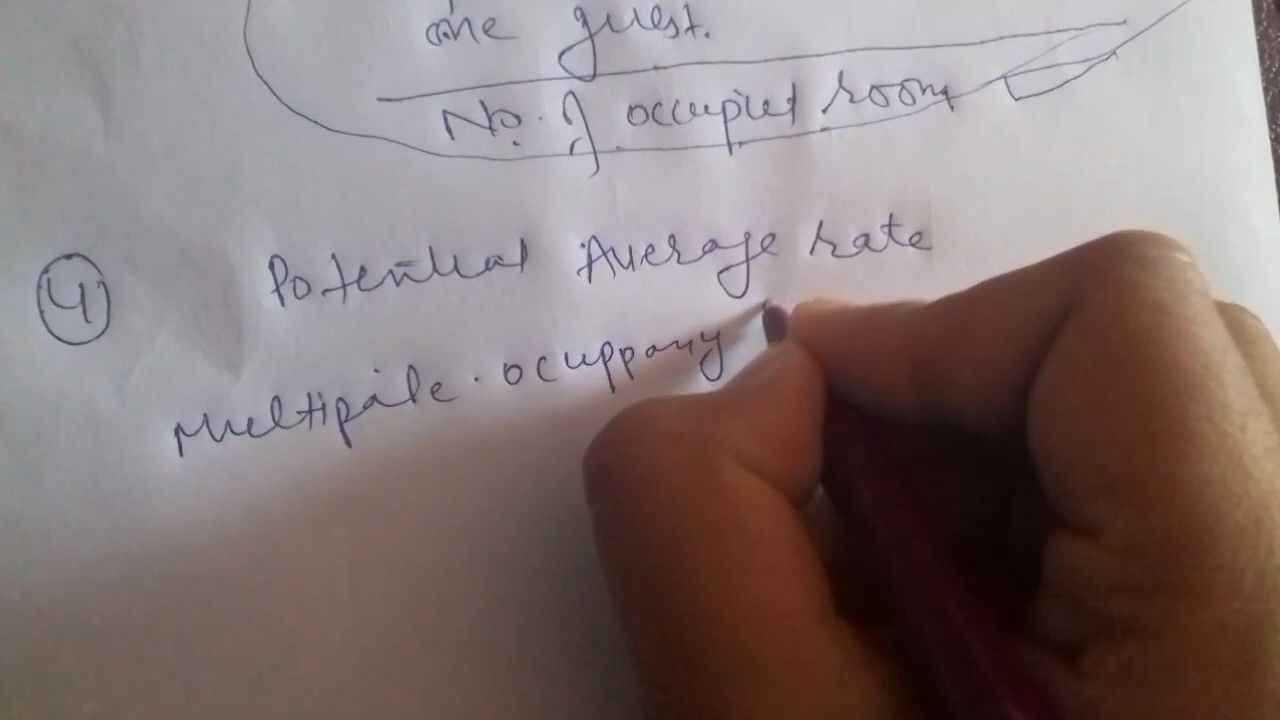 one guest.
No. of occupied room
4 Potential Average rate
Multipale. ocuppany